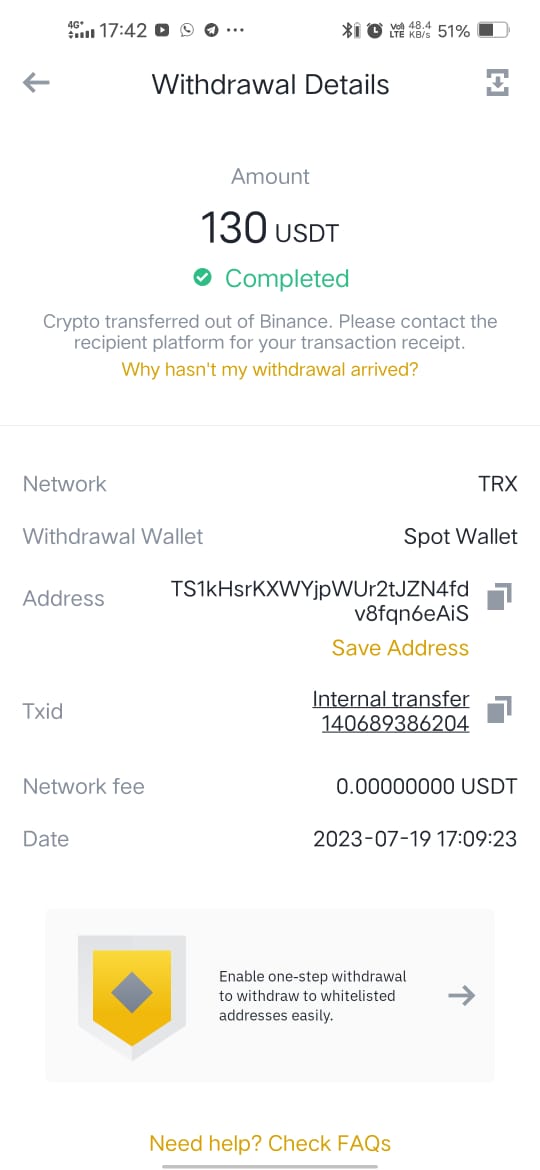 4G+ 17:42 ••• Vo) LTE 48.4 KB/s 51%
Withdrawal Details
Amount
130 USDT
Completed
Crypto transferred out of Binance. Please contact the
recipient platform for your transaction receipt.
Why hasn't my withdrawal arrived?
Network TRX
Withdrawal Wallet Spot Wallet
Address TS1kHsrKXWYjpWUr2tJZN4fd
v8fqn6eAiS
Save Address
Txid Internal transfer
140689386204
Network fee 0.00000000 USDT
Date 2023-07-19 17:09:23
Enable one-step withdrawal
to withdraw to whitelisted
addresses easily.
Need help? Check FAQs